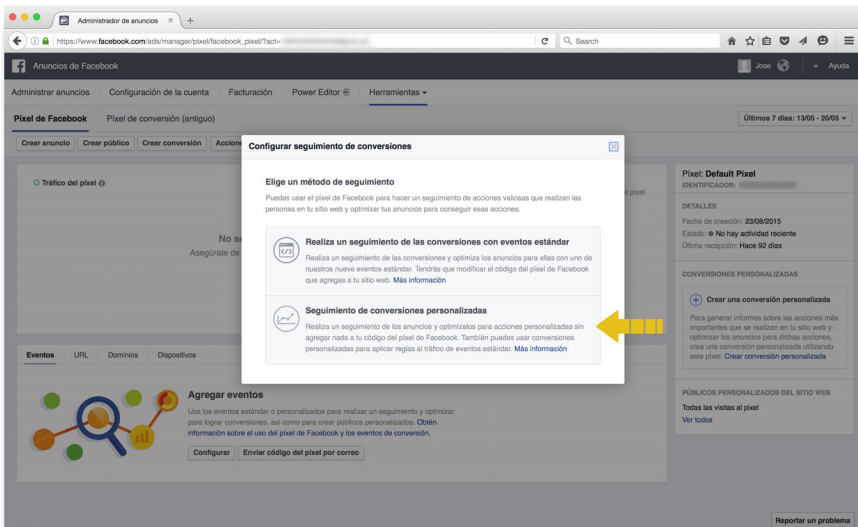 Administrador de anuncios
https://www.facebook.com/ads/manager/pixel/facebook_pixel/?act=
Search
Anuncios de Facebook
Jose
Ayuda
Administrar anuncios
Configuración de la cuenta
Facturación
Power Editor
Herramientas
Píxel de Facebook
Píxel de conversión (antiguo)
Últimos 7 días: 13/05 - 20/05
Crear anuncio
Crear público
Crear conversión
Configurar seguimiento de conversiones
Tráfico del píxel
el píxel
No
Asegúrate de
Elige un método de seguimiento
Puedes usar el píxel de Facebook para hacer un seguimiento de acciones valiosas que realizan las
personas en tu sitio web y optimizar tus anuncios para conseguir esas acciones.
Realiza un seguimiento de las conversiones con eventos estándar
Realiza un seguimiento de las conversiones y optimiza los anuncios para ellas con uno de
nuestros nueve eventos estándar. Tendrás que modificar el código del píxel de Facebook
que agregas a tu sitio web. Más información
Seguimiento de conversiones personalizadas
Realiza un seguimiento de los anuncios y optimízalos para acciones personalizadas sin
agregar nada a tu código del píxel de Facebook. También puedes usar conversiones
personalizadas para aplicar reglas al tráfico de eventos estándar. Más información
Píxel: Default Pixel
IDENTIFICADOR:
DETALLES
Fecha de creación: 23/08/2015
Estado: No hay actividad reciente
Última recepción: Hace 92 días
CONVERSIONES PERSONALIZADAS
Crear una conversión personalizada
Para generar informes sobre las acciones más
importantes que se realizan en tu sitio web y
optimizar los anuncios para dichas acciones,
crea una conversión personalizada utilizando
este píxel. Crear conversión personalizada
PÚBLICOS PERSONALIZADOS DEL SITIO WEB
Todas las visitas al píxel
Ver todos
Eventos
URL
Dominios
Dispositivos
Agregar eventos
Usa los eventos estándar o personalizados para realizar un seguimiento y optimizar
para lograr conversiones, así como para crear públicos personalizados. Obtén
información sobre el uso del píxel de Facebook y los eventos de conversión.
Configurar
Enviar código del píxel por correo
Reportar un problema